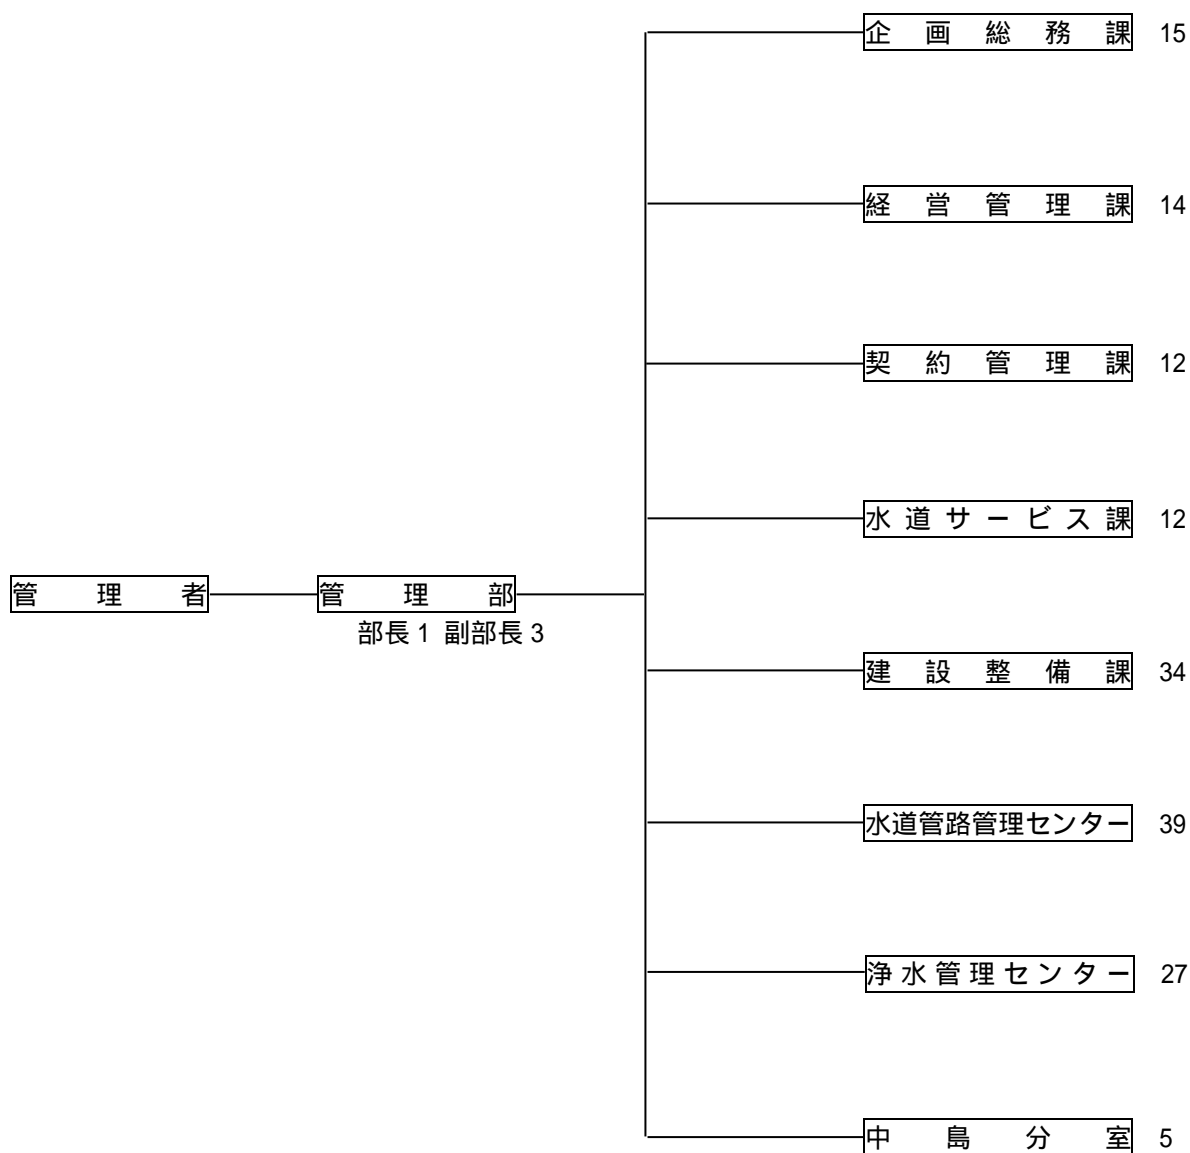 企画総務課 15
経営管理課 14
契約管理課 12
水道サービス課 12
管理者 管理部
部長 1 副部長 3
建設整備課 34
水道管路管理センター 39
浄水管理センター 27
中島分室 5